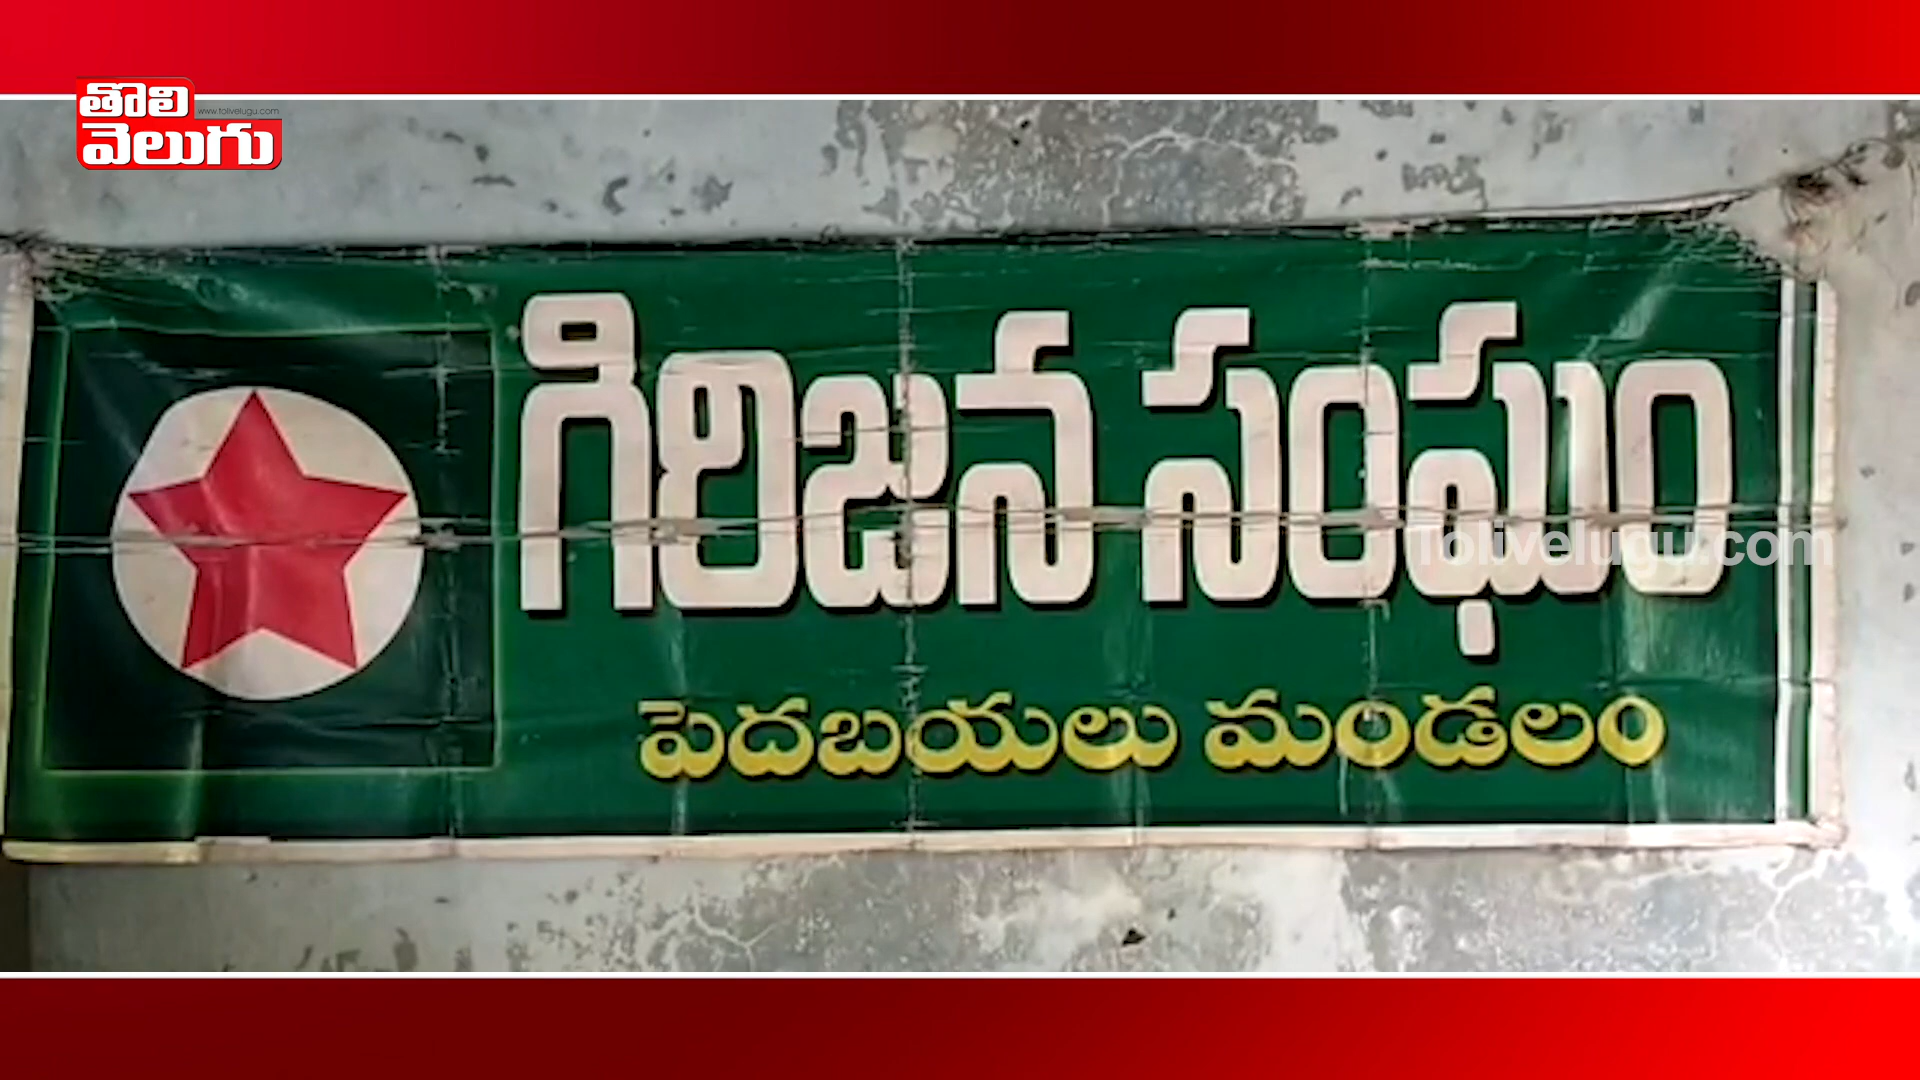 తొలి
www.tolivelugu.com
వెలుగు
గిరిజన సంఘం
Tolivelugu.com
పెదబయలు మండలం